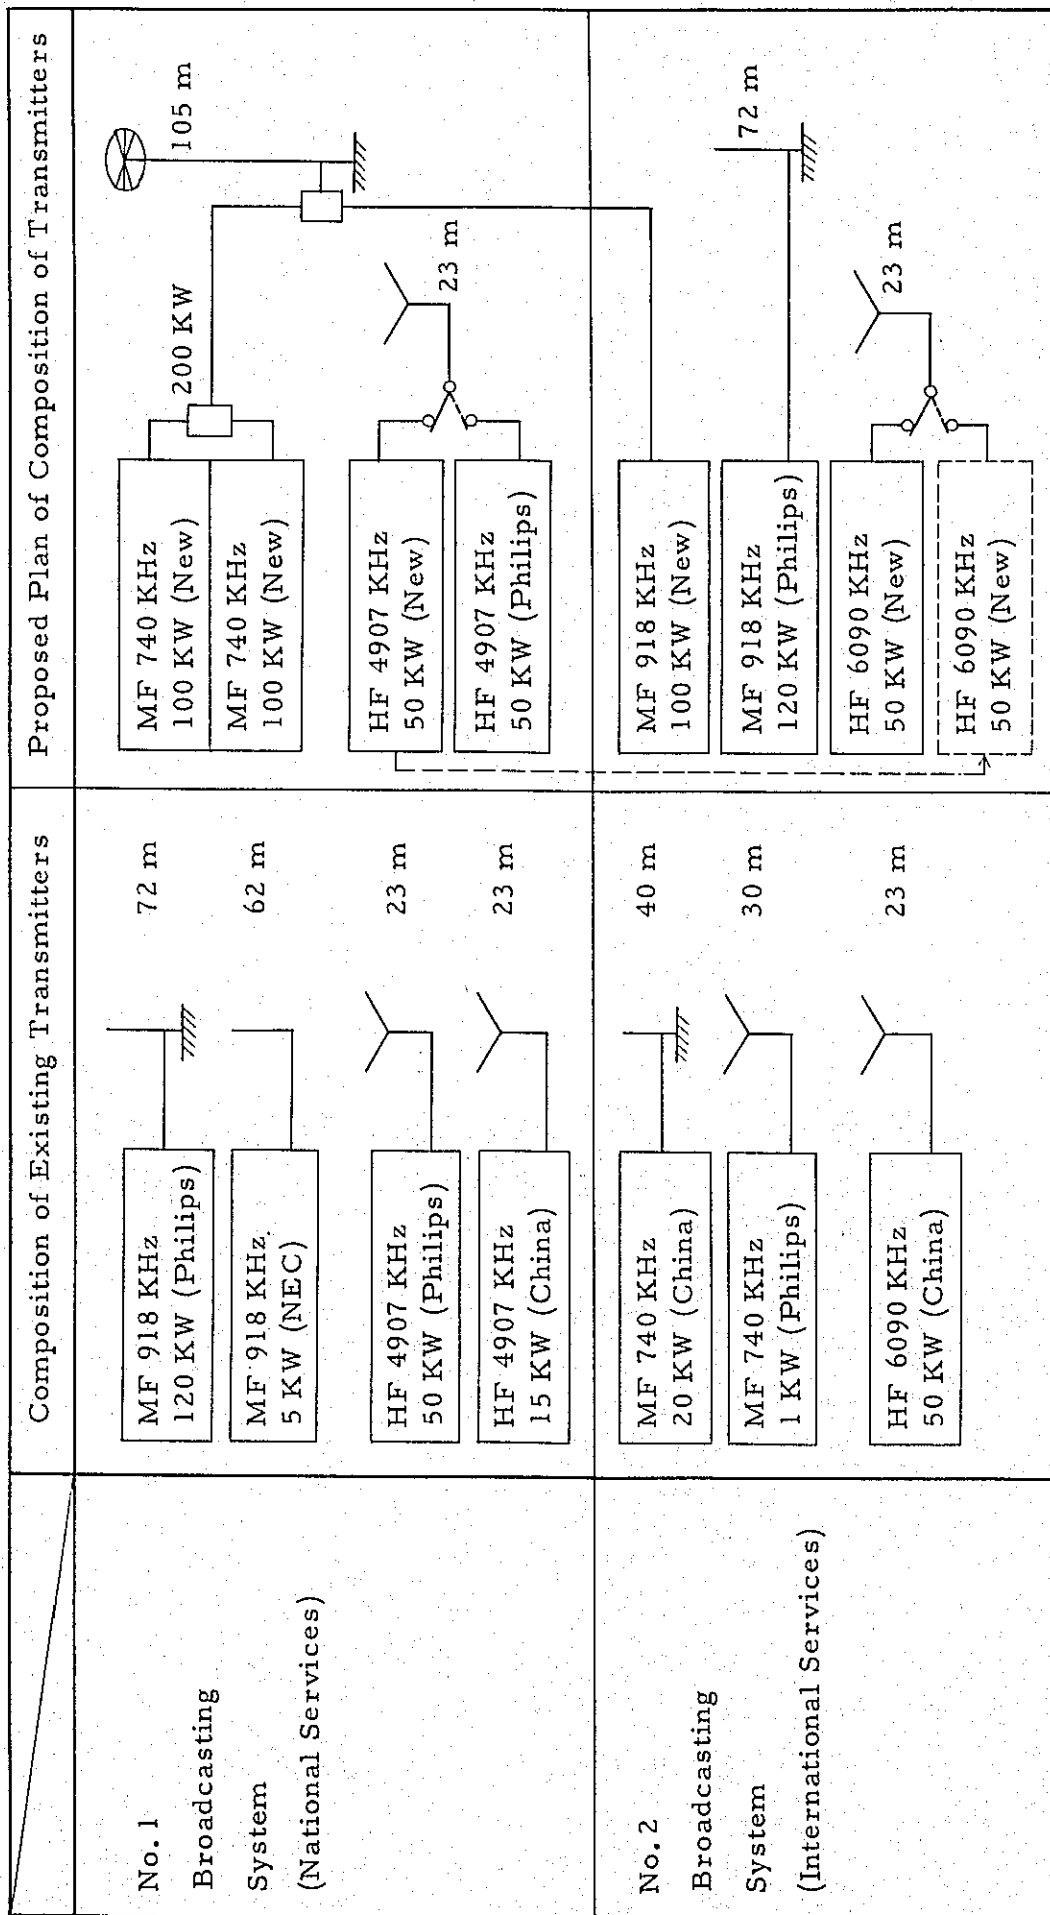 Composition of Existing Transmitters
Proposed Plan of Composition of Transmitters
No.1
Broadcasting
System
(National Services)
MF 918 KHz
120 KW (Philips)
72 m
MF 918 KHz.
5 KW (NEC)
62 m
HF 4907 KHz
50 KW (Philips)
23 m
HF 4907 KHz
15 KW (China)
23 m
MF 740 KHz
100 KW (New)
MF 740 KHz
100 KW (New)
200 KW
105 m
HF 4907 KHz
50 KW (New)
HF 4907 KHz
50 KW (Philips)
23 m
No.2
Broadcasting
System
(International Services)
MF 740 KHz
20 KW (China)
40 m
MF 740 KHz
1 KW (Philips)
30 m
HF 6090 KHz
50 KW (China)
23 m
MF 918 KHz
100 KW (New)
MF 918 KHz
120 KW (Philips)
72 m
HF 6090 KHz
50 KW (New)
HF 6090 KHz
50 KW (New)
23 m